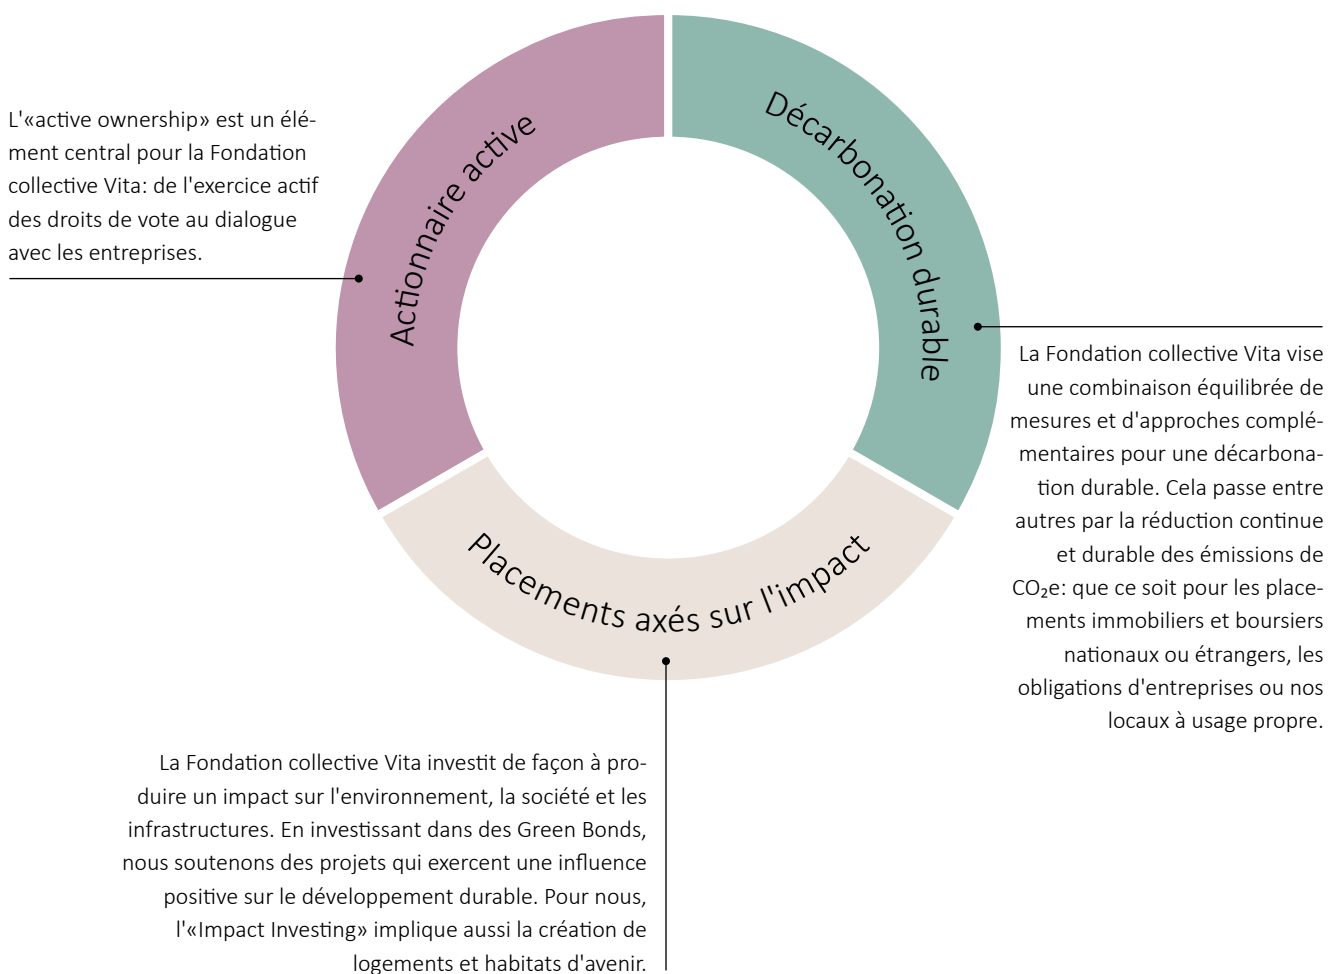 L'«active ownership» est un élé-
ment central pour la Fondation
collective Vita: de l'exercice actif
des droits de vote au dialogue
avec les entreprises.
Actionnaire active
Décarbonation durable
La Fondation collective Vita vise
une combinaison équilibrée de
mesures et d'approches complé-
mentaires pour une décarbona-
tion durable. Cela passe entre
autres par la réduction continue
et durable des émissions de
CO₂e: que ce soit pour les place-
ments immobiliers et boursiers
nationaux ou étrangers, les
obligations d'entreprises ou nos
locaux à usage propre.
Placements axés sur l'impact
La Fondation collective Vita investit de façon à pro-
duire un impact sur l'environnement, la société et les
infrastructures. En investissant dans des Green Bonds,
nous soutenons des projets qui exercent une influence
positive sur le développement durable. Pour nous,
l'«Impact Investing» implique aussi la création de
logements et habitats d'avenir.